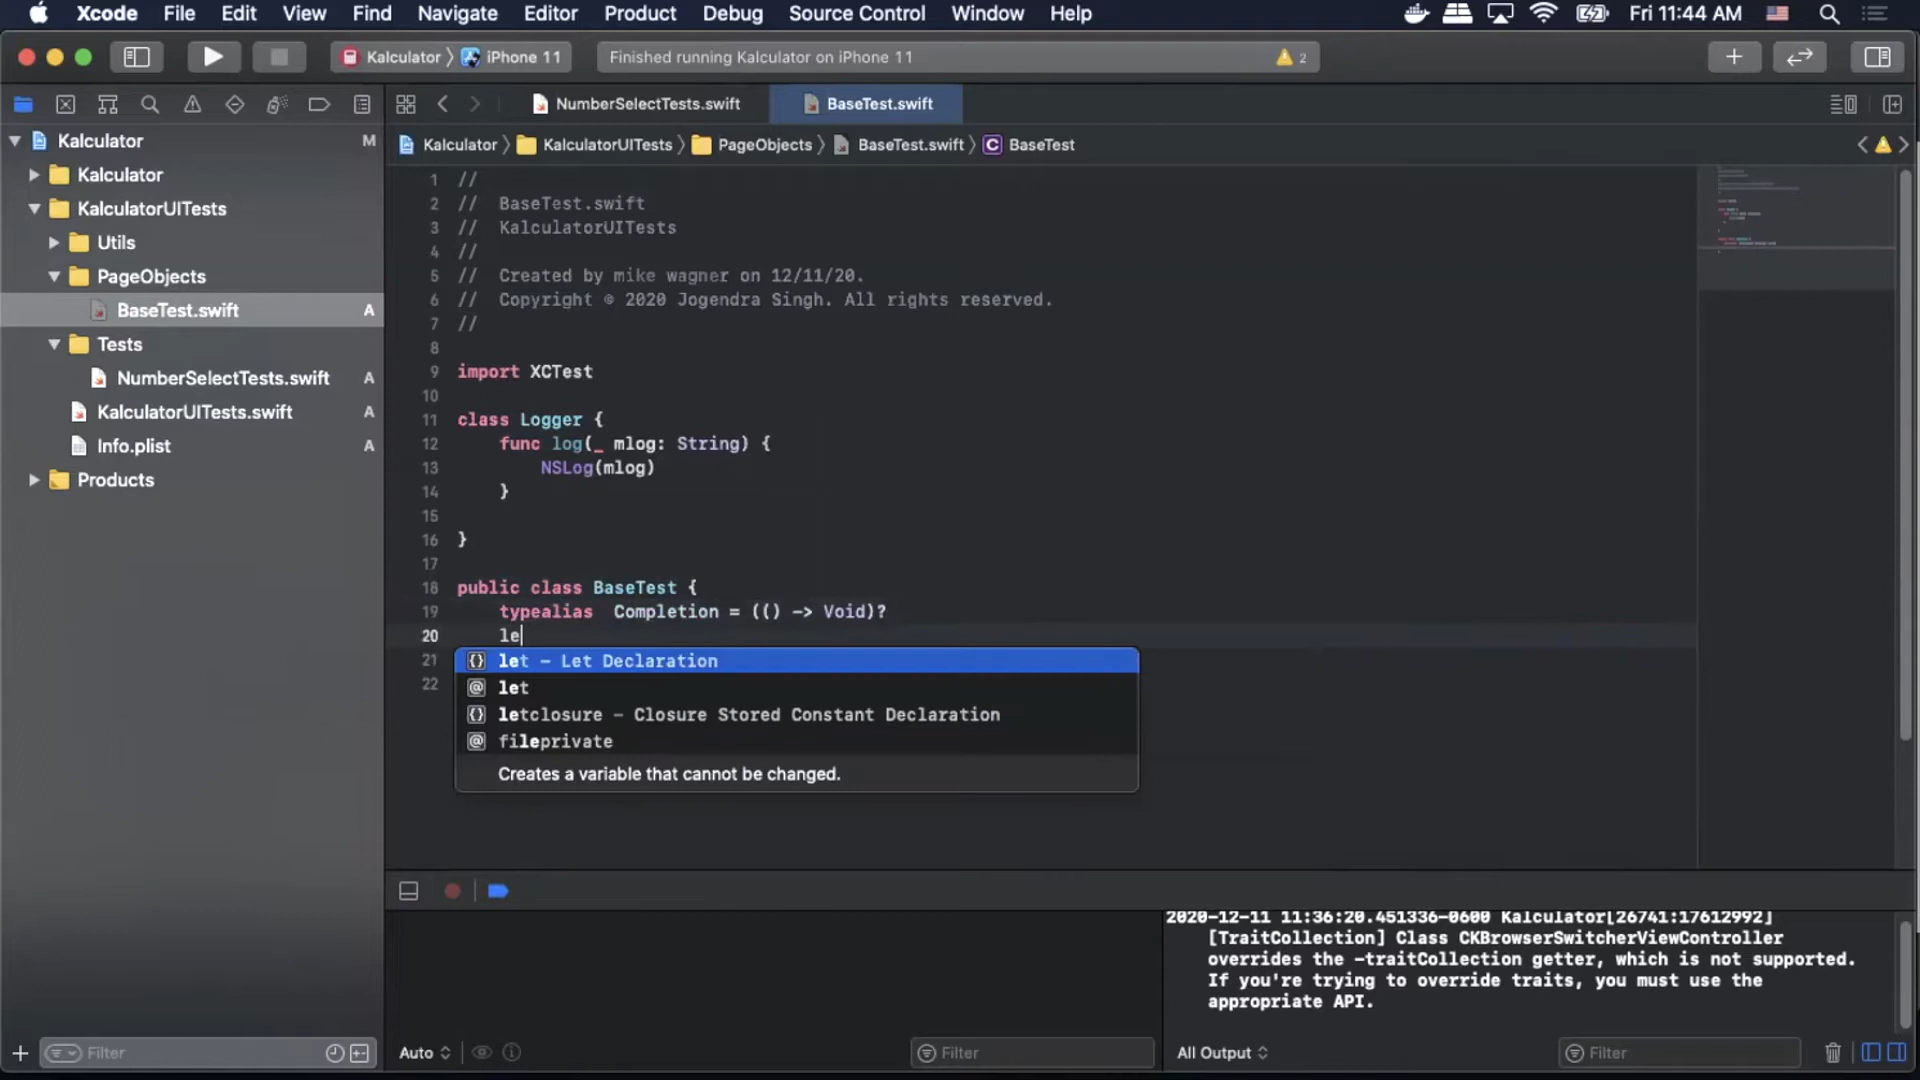 Xcode File Edit View Find Navigate Editor Product Debug Source Control Window Help Fri 11:44 AM
Kalculator iPhone 11 Finished running Kalculator on iPhone 11 2
NumberSelectTests.swift BaseTest.swift
Kalculator KalculatorUITests PageObjects BaseTest.swift C BaseTest
Kalculator M
Kalculator
KalculatorUITests
Utils
PageObjects
BaseTest.swift A
Tests
NumberSelectTests.swift A
KalculatorUITests.swift A
Info.plist A
Products
1 //
2 // BaseTest.swift
3 // KalculatorUITests
4 //
5 // Created by mike wagner on 12/11/20.
6 // Copyright © 2020 Jogendra Singh. All rights reserved.
7 //
8
9 import XCTest
10
11 class Logger {
12 func log(_ mlog: String) {
13 NSLog(mlog)
14 }
15
16 }
17
18 public class BaseTest {
19 typealias  Completion = (() -> Void)?
20 le
21 {} let – Let Declaration
@ let
22 {} letclosure – Closure Stored Constant Declaration
@ fileprivate
Creates a variable that cannot be changed.
2020-12-11 11:36:20.451336-0600 Kalculator[26741:17612992]
[TraitCollection] Class CKBrowserSwitcherViewController
overrides the -traitCollection getter, which is not supported.
If you're trying to override traits, you must use the
appropriate API.
Filter Auto Filter All Output Filter